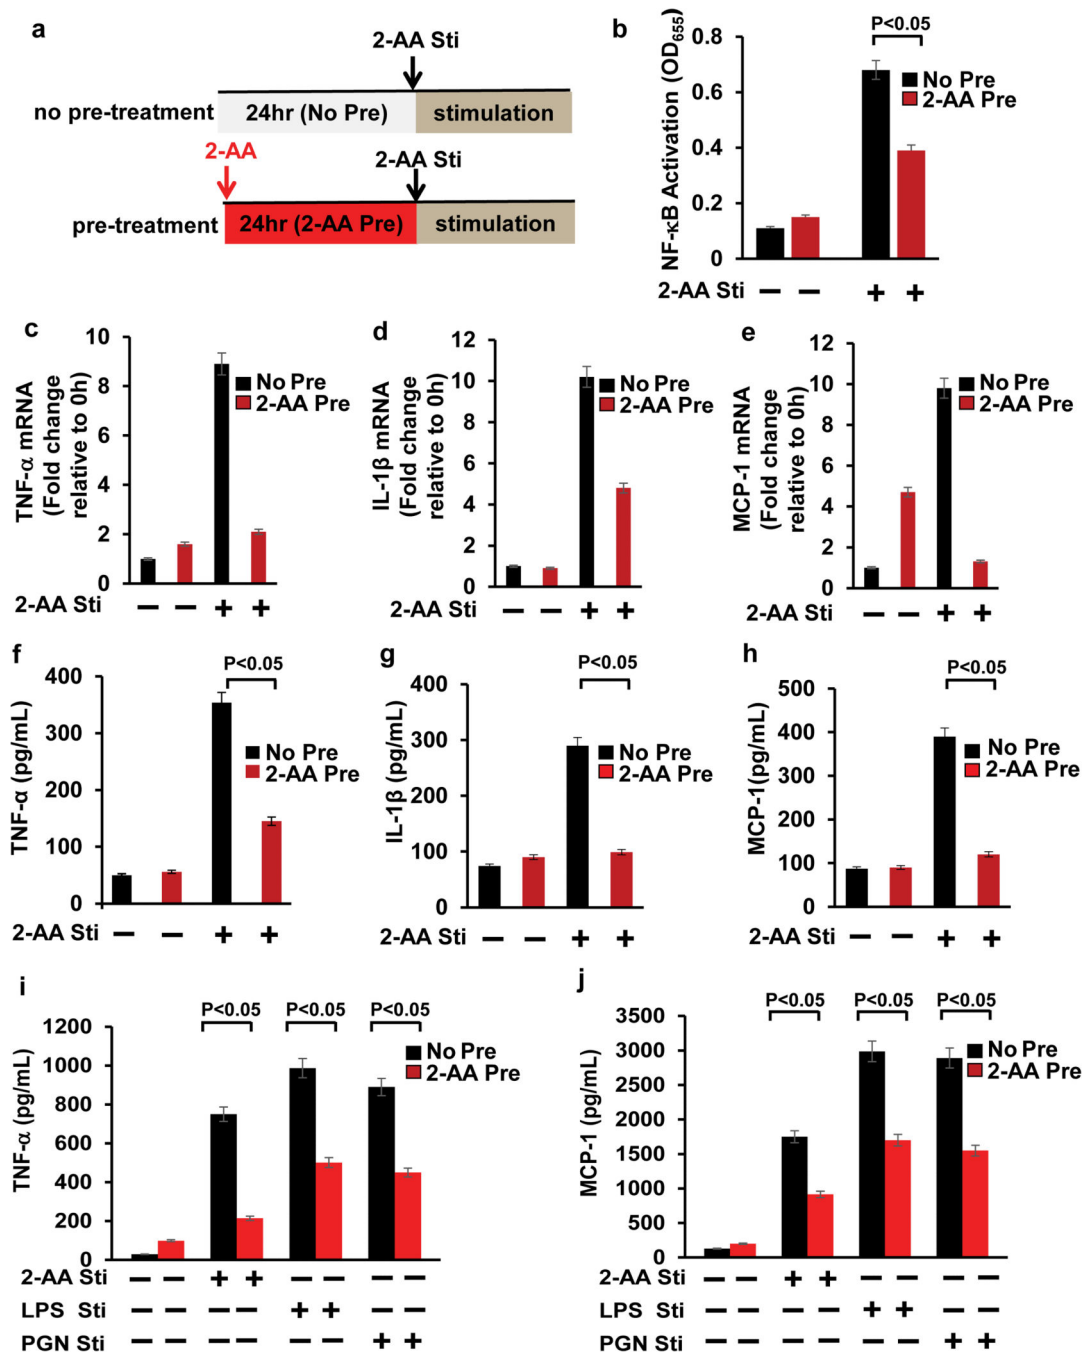 a
2-AA Sti
no pre-treatment
24hr (No Pre)
stimulation
2-AA
2-AA Sti
pre-treatment
24hr (2-AA Pre)
stimulation
b
P<0.05
NF-κB Activation (OD655)
0.8
0.6
0.4
0.2
0
No Pre
2-AA Pre
2-AA Sti
− − + +
c
TNF-α mRNA
(Fold change
relative to 0h)
10
8
6
4
2
0
No Pre
2-AA Pre
2-AA Sti
− − + +
d
IL-1β mRNA
(Fold change
relative to 0h)
12
10
8
6
4
2
0
No Pre
2-AA Pre
2-AA Sti
− − + +
e
MCP-1 mRNA
(Fold change
relative to 0h)
12
10
8
6
4
2
0
No Pre
2-AA Pre
2-AA Sti
− − + +
f
P<0.05
TNF-α (pg/mL)
400
300
200
100
50
0
No Pre
2-AA Pre
2-AA Sti
− − + +
g
P<0.05
IL-1β (pg/mL)
400
300
200
100
0
No Pre
2-AA Pre
2-AA Sti
− − + +
h
P<0.05
MCP-1(pg/mL)
500
400
300
200
100
0
No Pre
2-AA Pre
2-AA Sti
− − + +
i
P<0.05 P<0.05 P<0.05
TNF-α (pg/mL)
1200
1000
800
600
400
200
0
No Pre
2-AA Pre
2-AA Sti − − + + − − − −
LPS Sti − − − − + + − −
PGN Sti − − − − − − + +
j
P<0.05 P<0.05 P<0.05
MCP-1 (pg/mL)
3500
3000
2500
2000
1500
1000
500
0
No Pre
2-AA Pre
2-AA Sti − − + + − − − −
LPS Sti − − − − + + − −
PGN Sti − − − − − − + +